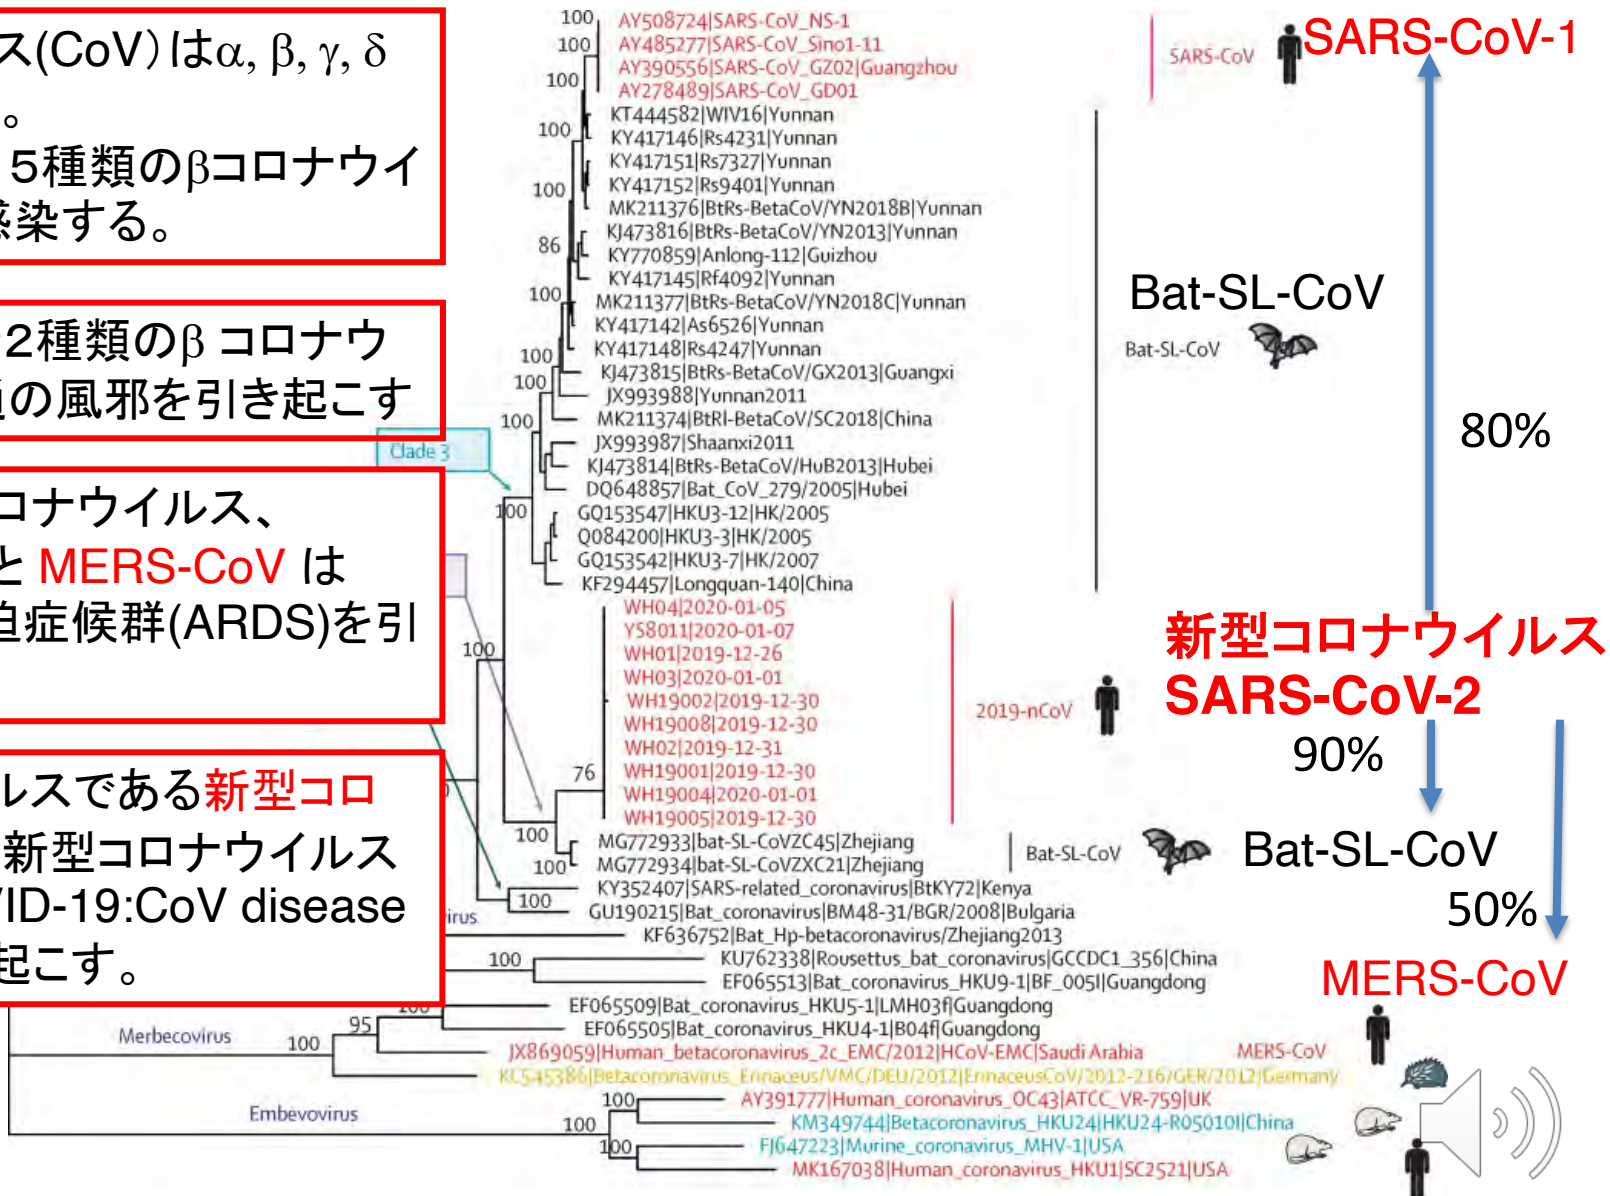 ス(CoV)はα, β, γ, δ
。
5種類のβコロナウイ
感染する。
2種類のβ コロナウ
の風邪を引き起こす
コロナウイルス、
と MERS-CoV は
迫症候群(ARDS)を引
ルスである新型コロ
新型コロナウイルス
VID-19:CoV disease
起こす。
Clade 3
irus
Merbecovirus
Embevovirus
100
100
100
100
100
86
100
100
100
100
100
100
76
100
100
100
100
100
95
100
100
100
100
AY508724|SARS-CoV_NS-1
AY485277|SARS-CoV_Sino1-11
AY390556|SARS-CoV_GZ02|Guangzhou
AY278489|SARS-CoV_GD01
KT444582|WIV16|Yunnan
KY417146|Rs4231|Yunnan
KY417151|Rs7327|Yunnan
KY417152|Rs9401|Yunnan
MK211376|BtRs-BetaCoV/YN2018B|Yunnan
KJ473816|BtRs-BetaCoV/YN2013|Yunnan
KY770859|Anlong-112|Guizhou
KY417145|Rf4092|Yunnan
MK211377|BtRs-BetaCoV/YN2018C|Yunnan
KY417142|As6526|Yunnan
KY417148|Rs4247|Yunnan
KJ473815|BtRs-BetaCoV/GX2013|Guangxi
JX993988|Yunnan2011
MK211374|BtRl-BetaCoV/SC2018|China
JX993987|Shaanxi2011
KJ473814|BtRs-BetaCoV/HuB2013|Hubei
DQ648857|Bat_CoV_279/2005|Hubei
GQ153547|HKU3-12|HK/2005
Q084200|HKU3-3|HK/2005
GQ153542|HKU3-7|HK/2007
KF294457|Longquan-140|China
WH04|2020-01-05
YS8011|2020-01-07
WH01|2019-12-26
WH03|2020-01-01
WH19002|2019-12-30
WH19008|2019-12-30
WH02|2019-12-31
WH19001|2019-12-30
WH19004|2020-01-01
WH19005|2019-12-30
MG772933|bat-SL-CoVZC45|Zhejiang
MG772934|bat-SL-CoVZXC21|Zhejiang
KY352407|SARS-related_coronavirus|BtKY72|Kenya
GU190215|Bat_coronavirus|BM48-31/BGR/2008|Bulgaria
KF636752|Bat_Hp-betacoronavirus/Zhejiang2013
KU762338|Rousettus_bat_coronavirus|GCCDC1_356|China
EF065513|Bat_coronavirus_HKU9-1|BF_005I|Guangdong
EF065509|Bat_coronavirus_HKU5-1|LMH03f|Guangdong
EF065505|Bat_coronavirus_HKU4-1|B04f|Guangdong
JX869059|Human_betacoronavirus_2c_EMC/2012|HCoV-EMC|Saudi Arabia
KC545386|Betacoronavirus_Erinaceus/VMC/DEU/2012|ErinaceusCoV/2012-216/GER/2012|Germany
AY391777|Human_coronavirus_OC43|ATCC_VR-759|UK
KM349744|Betacoronavirus_HKU24|HKU24-R05010I|China
FJ647223|Murine_coronavirus_MHV-1|USA
MK167038|Human_coronavirus_HKU1|SC2521|USA
SARS-CoV
SARS-CoV-1
Bat-SL-CoV
Bat-SL-CoV
80%
新型コロナウイルス
SARS-CoV-2
2019-nCoV
90%
Bat-SL-CoV
Bat-SL-CoV
50%
MERS-CoV
MERS-CoV